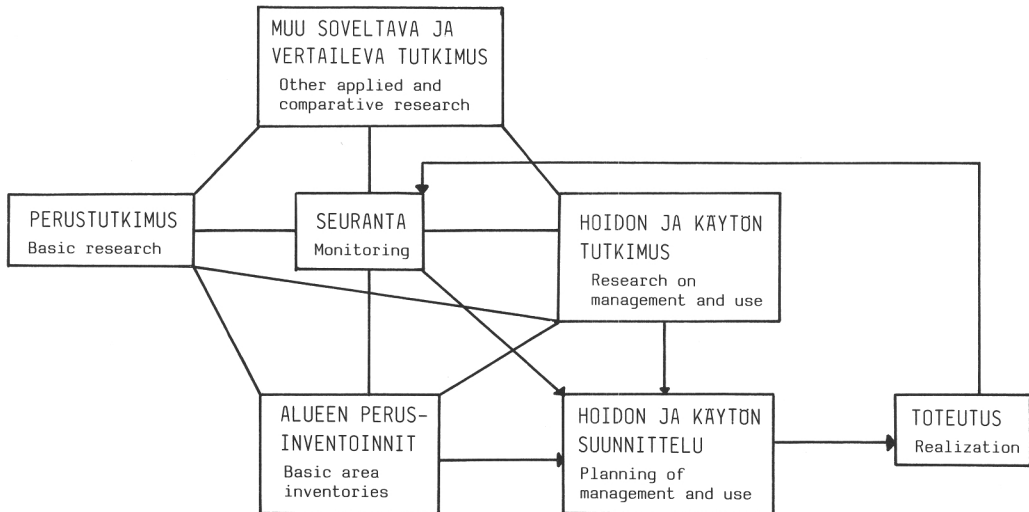 MUU SOVELTAVA JA
VERTAILEVA TUTKIMUS
Other applied and
comparative research
PERUSTUTKIMUS
Basic research
SEURANTA
Monitoring
HOIDON JA KÄYTÖN
TUTKIMUS
Research on
management and use
ALUEEN PERUS-
INVENTOINNIT
Basic area
inventories
HOIDON JA KÄYTÖN
SUUNNITTELU
Planning of
management and use
TOTEUTUS
Realization